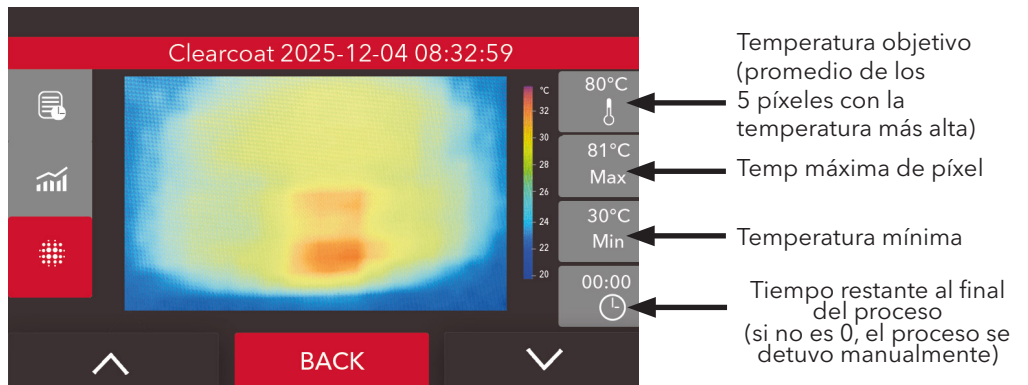 Clearcoat 2025-12-04 08:32:59
°C
32
30
28
26
24
22
20
80°C
81°C
Max
30°C
Min
00:00
BACK
Temperatura objetivo
(promedio de los
5 píxeles con la
temperatura más alta)
Temp máxima de píxel
Temperatura mínima
Tiempo restante al final
del proceso
(si no es 0, el proceso se
detuvo manualmente)